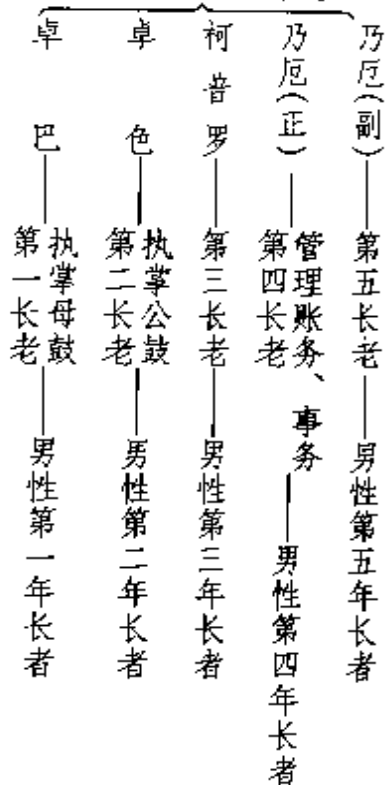 卓巴——第一长老 执掌母鼓——男性第一年长者
卓色——第二长老 执掌公鼓——男性第二年长者
柯普罗——第三长老——男性第三年长者
乃厄(正)——第四长老 管理账务、事务——男性第四年长者
乃厄(副)——第五长老——男性第五年长者